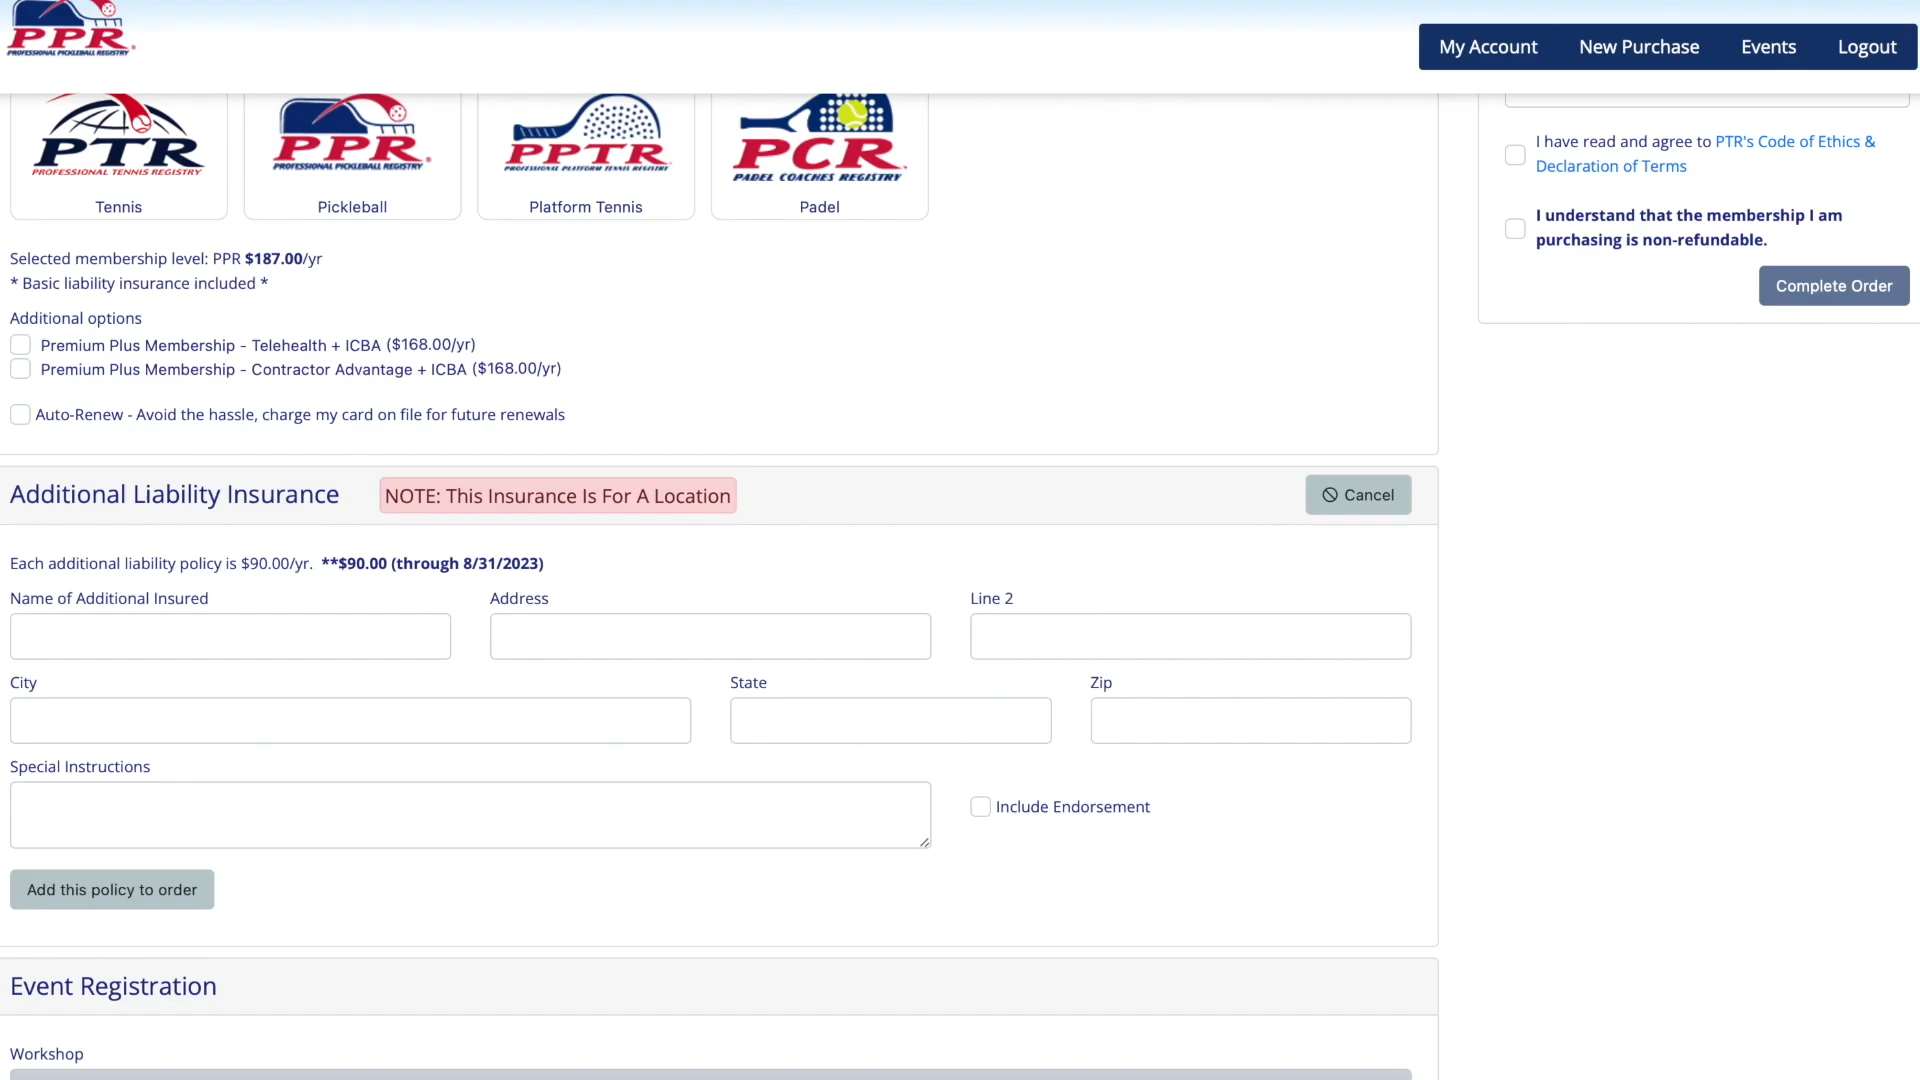 PPR
PROFESSIONAL PICKLEBALL REGISTRY
My Account
New Purchase
Events
Logout
PTR
PROFESSIONAL TENNIS REGISTRY
Tennis
PPR
PROFESSIONAL PICKLEBALL REGISTRY
Pickleball
PPTR
PROFESSIONAL PLATFORM TENNIS REGISTRY
Platform Tennis
PCR
PADEL COACHES REGISTRY
Padel
I have read and agree to PTR's Code of Ethics &
Declaration of Terms
I understand that the membership I am
purchasing is non-refundable.
Complete Order
Selected membership level: PPR $187.00/yr
* Basic liability insurance included *
Additional options
Premium Plus Membership - Telehealth + ICBA ($168.00/yr)
Premium Plus Membership - Contractor Advantage + ICBA ($168.00/yr)
Auto-Renew - Avoid the hassle, charge my card on file for future renewals
Additional Liability Insurance
NOTE: This Insurance Is For A Location
Cancel
Each additional liability policy is $90.00/yr. **$90.00 (through 8/31/2023)
Name of Additional Insured
Address
Line 2
City
State
Zip
Special Instructions
Include Endorsement
Add this policy to order
Event Registration
Workshop